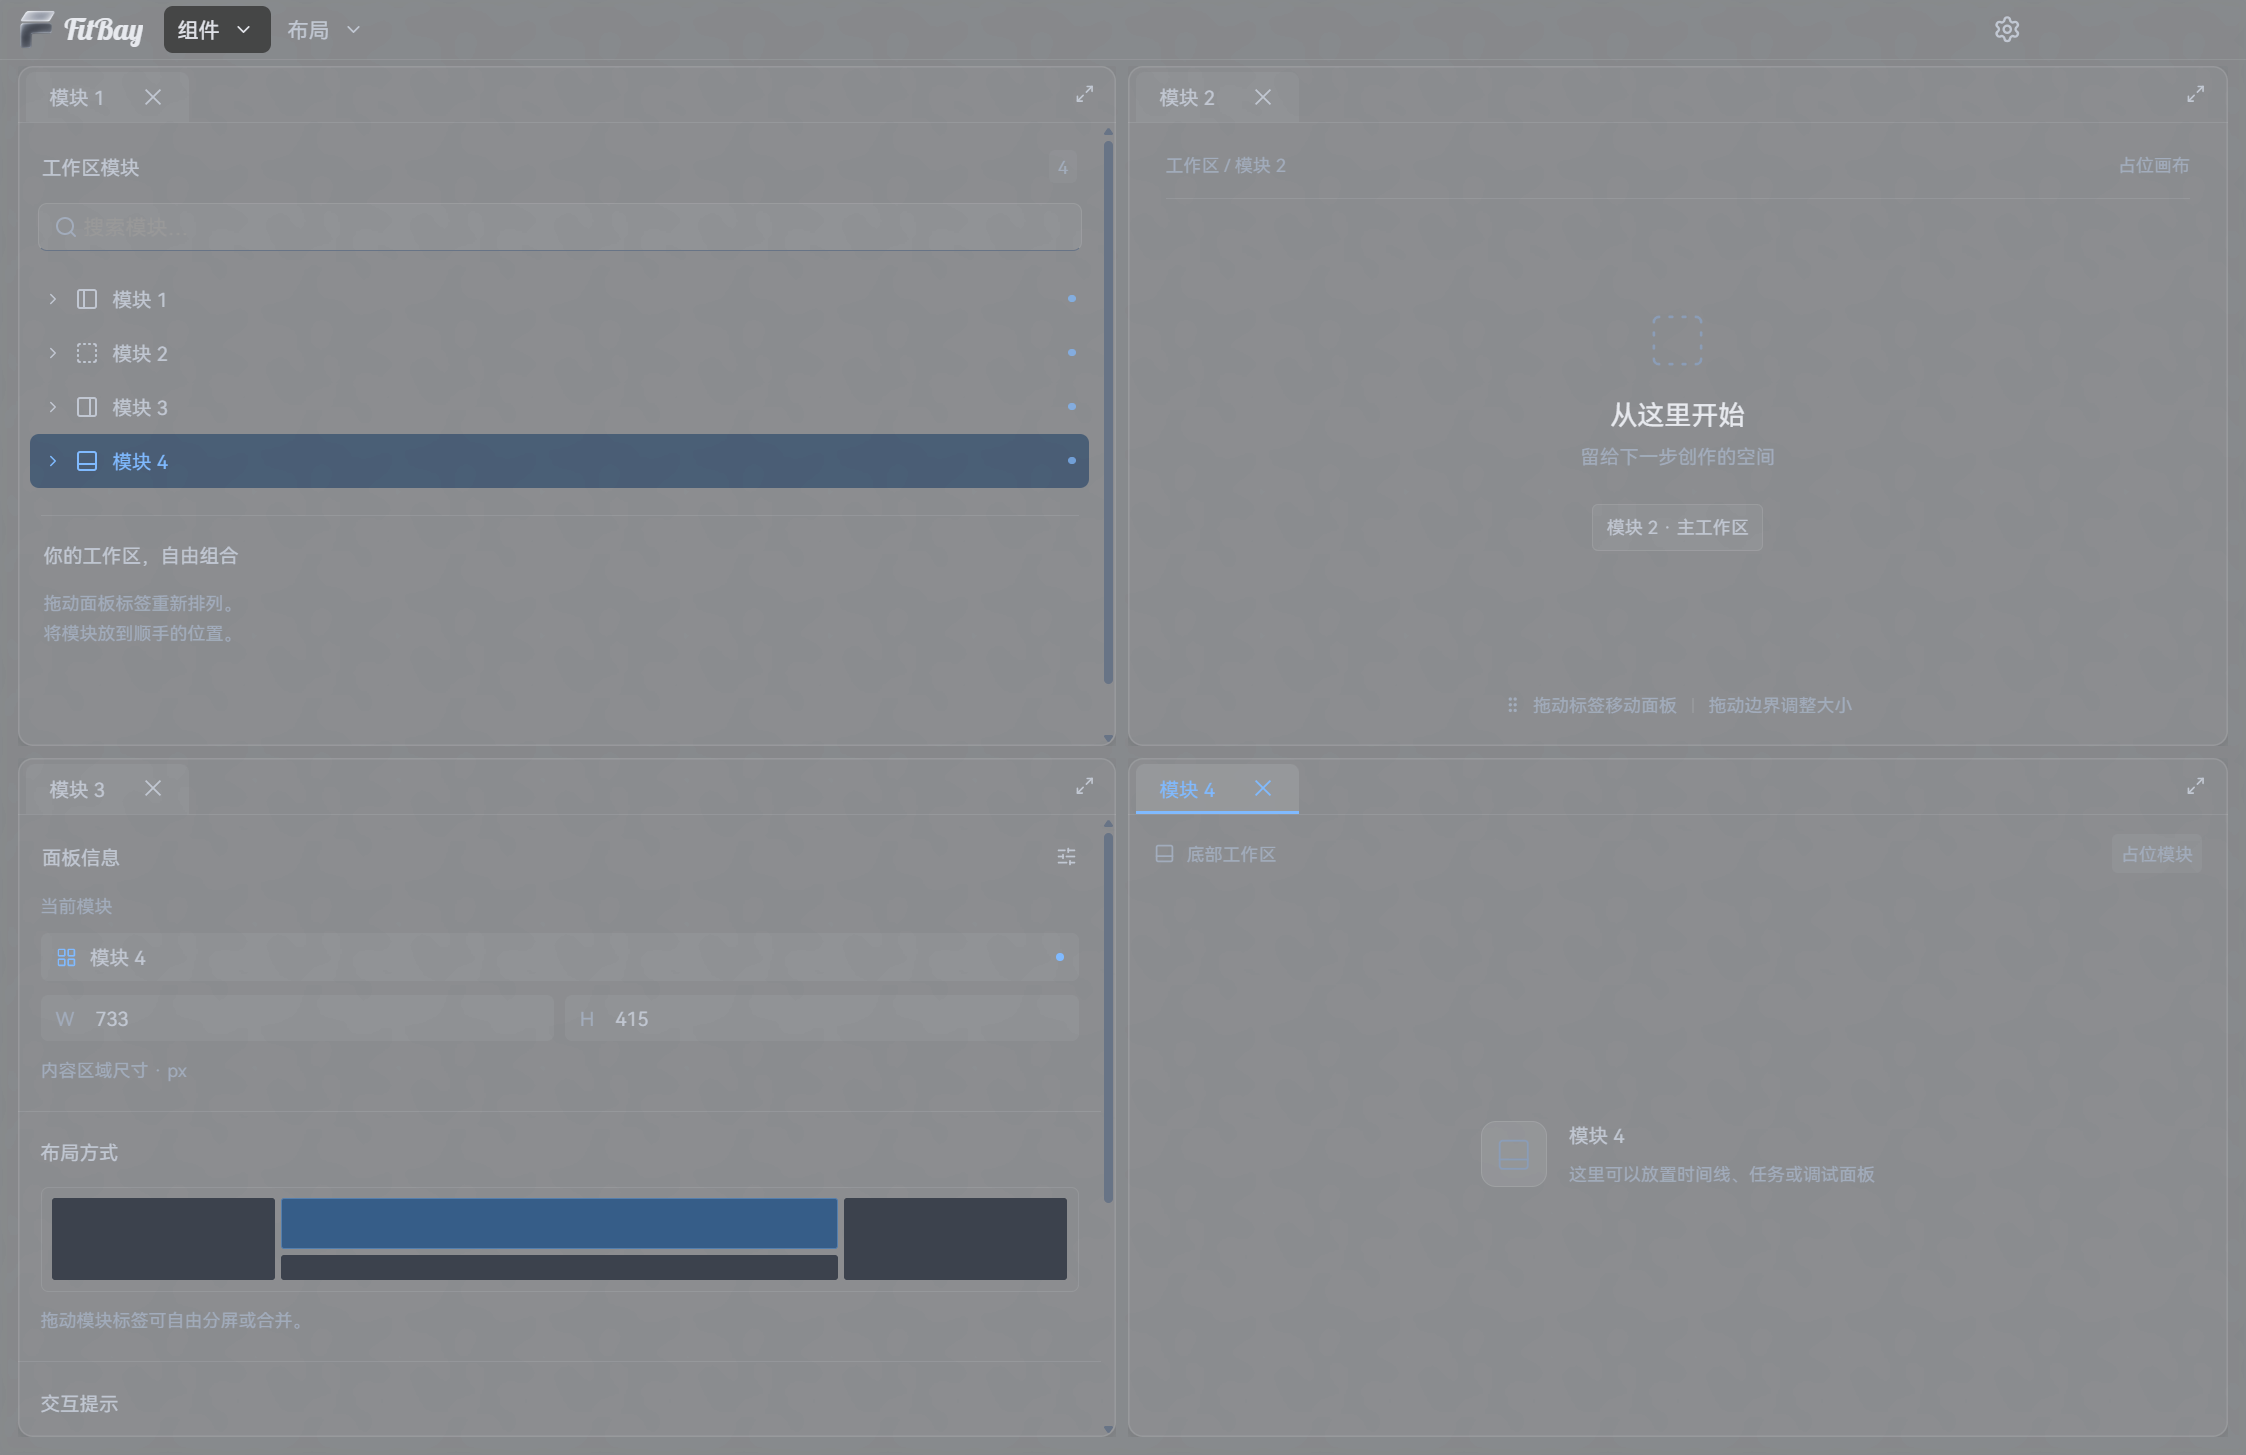 FitBay 组件 布局
模块 1
工作区模块 4
搜索模块...
模块 1
模块 2
模块 3
模块 4
你的工作区，自由组合
拖动面板标签重新排列。
将模块放到顺手的位置。
模块 2
工作区 / 模块 2 占位画布
从这里开始
留给下一步创作的空间
模块 2 · 主工作区
拖动标签移动面板 | 拖动边界调整大小
模块 3
面板信息
当前模块
模块 4
W 733 H 415
内容区域尺寸 · px
布局方式
拖动模块标签可自由分屏或合并。
交互提示
模块 4
底部工作区 占位模块
模块 4
这里可以放置时间线、任务或调试面板